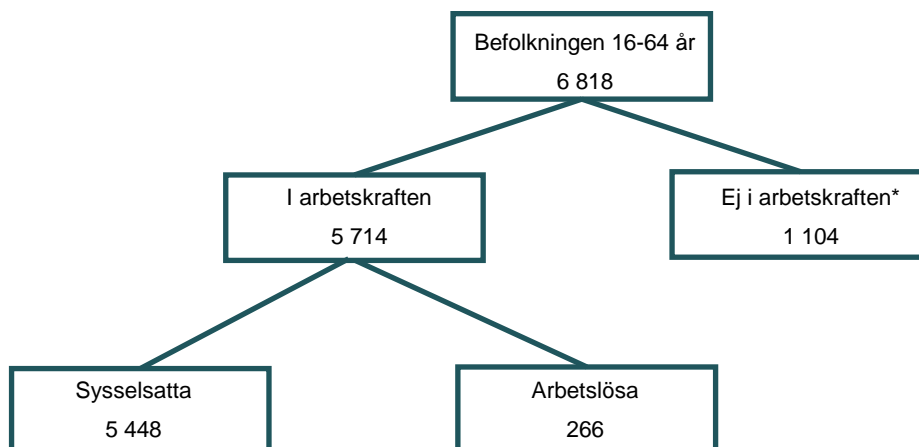 Befolkningen 16-64 år
6 818
I arbetskraften
5 714
Ej i arbetskraften*
1 104
Sysselsatta
5 448
Arbetslösa
266